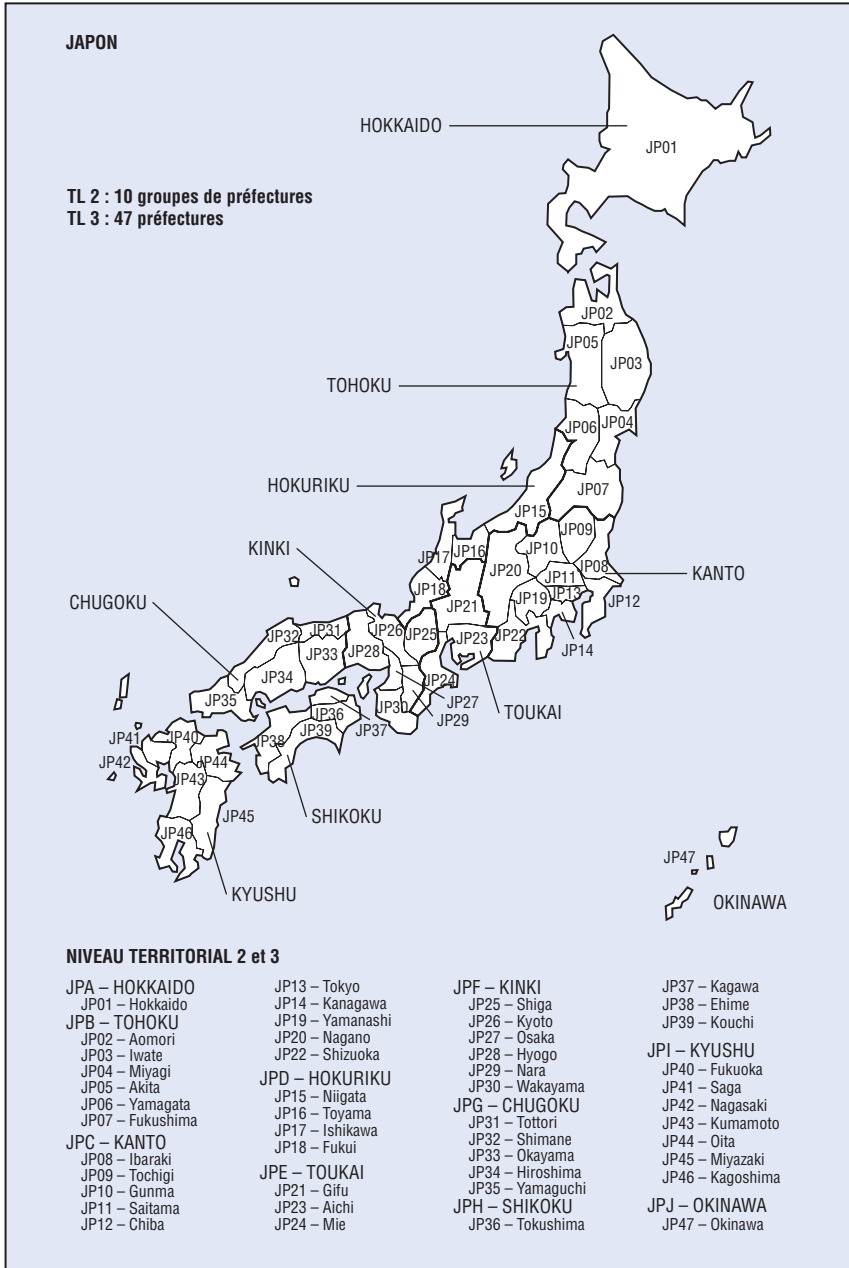 JAPON
HOKKAIDO
JP01
TL 2 : 10 groupes de préfectures
TL 3 : 47 préfectures
JP02
JP05
JP03
TOHOKU
JP06
JP04
HOKURIKU
JP07
JP15
JP09
KINKI
JP17
JP16
JP10
JP08
JP20
JP11
KANTO
JP18
JP13
CHUGOKU
JP21
JP19
JP12
JP32
JP31
JP26
JP25
JP23
JP22
JP14
JP33
JP28
JP34
JP24
JP35
JP27
TOUKAI
JP30
JP36
JP29
JP37
JP41
JP40
JP38
JP39
JP42
JP44
JP43
JP45
SHIKOKU
JP46
JP47
KYUSHU
OKINAWA
NIVEAU TERRITORIAL 2 et 3
JPA – HOKKAIDO
JP01 – Hokkaido
JPB – TOHOKU
JP02 – Aomori
JP03 – Iwate
JP04 – Miyagi
JP05 – Akita
JP06 – Yamagata
JP07 – Fukushima
JPC – KANTO
JP08 – Ibaraki
JP09 – Tochigi
JP10 – Gunma
JP11 – Saitama
JP12 – Chiba
JP13 – Tokyo
JP14 – Kanagawa
JP19 – Yamanashi
JP20 – Nagano
JP22 – Shizuoka
JPD – HOKURIKU
JP15 – Niigata
JP16 – Toyama
JP17 – Ishikawa
JP18 – Fukui
JPE – TOUKAI
JP21 – Gifu
JP23 – Aichi
JP24 – Mie
JPF – KINKI
JP25 – Shiga
JP26 – Kyoto
JP27 – Osaka
JP28 – Hyogo
JP29 – Nara
JP30 – Wakayama
JPG – CHUGOKU
JP31 – Tottori
JP32 – Shimane
JP33 – Okayama
JP34 – Hiroshima
JP35 – Yamaguchi
JPH – SHIKOKU
JP36 – Tokushima
JP37 – Kagawa
JP38 – Ehime
JP39 – Kouchi
JPI – KYUSHU
JP40 – Fukuoka
JP41 – Saga
JP42 – Nagasaki
JP43 – Kumamoto
JP44 – Oita
JP45 – Miyazaki
JP46 – Kagoshima
JPJ – OKINAWA
JP47 – Okinawa